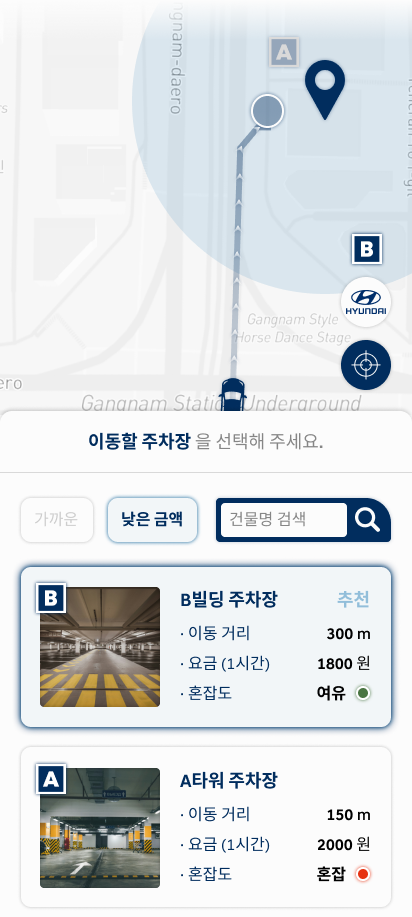 ngnam-daero
A
B
HYUNDAI
Gangnam Style
Horse Dance Stage
ero
Gangnam Station Underground
이동할 주차장 을 선택해 주세요.
가까운
낮은 금액
건물명 검색
B
B빌딩 주차장
추천
· 이동 거리
300 m
· 요금 (1시간)
1800 원
· 혼잡도
여유
A
A타워 주차장
· 이동 거리
150 m
· 요금 (1시간)
2000 원
· 혼잡도
혼잡